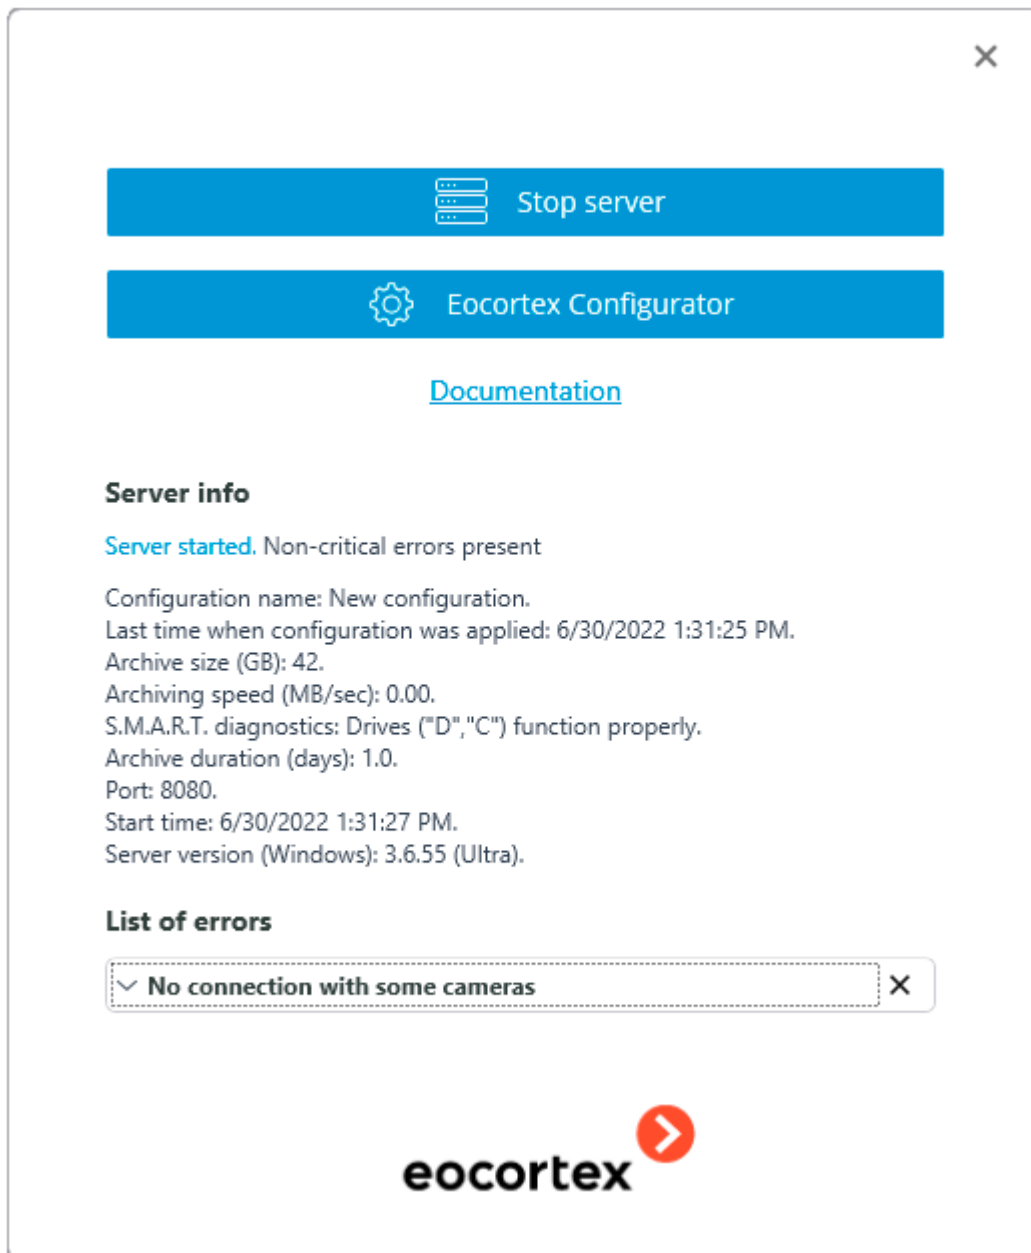 Stop server
Eocortex Configurator
Documentation
Server info
Server started. Non-critical errors present
Configuration name: New configuration.
Last time when configuration was applied: 6/30/2022 1:31:25 PM.
Archive size (GB): 42.
Archiving speed (MB/sec): 0.00.
S.M.A.R.T. diagnostics: Drives ("D","C") function properly.
Archive duration (days): 1.0.
Port: 8080.
Start time: 6/30/2022 1:31:27 PM.
Server version (Windows): 3.6.55 (Ultra).
List of errors
No connection with some cameras
eocortex